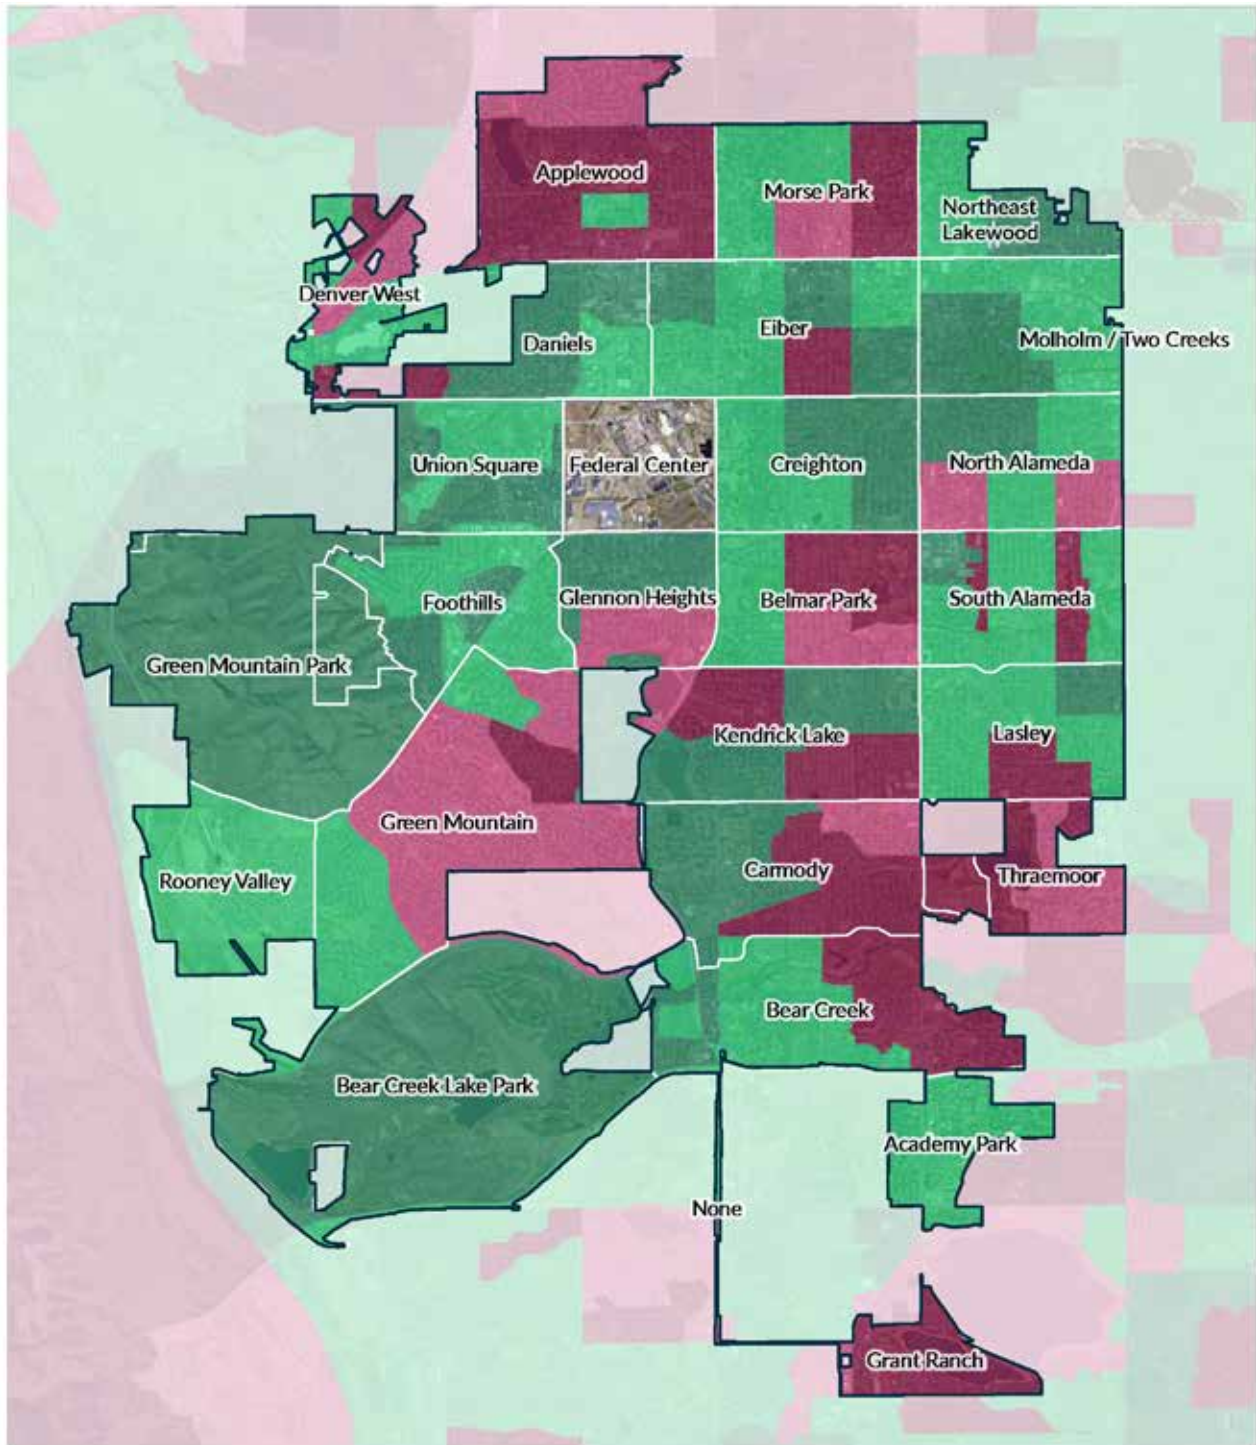 Applewood
Morse Park
Northeast
Lakewood
Denver West
Daniels
Eiber
Molholm / Two Creeks
Union Square
Federal Center
Creighton
North Alameda
Foothills
Glennon Heights
Belmar Park
South Alameda
Green Mountain Park
Kendrick Lake
Lasley
Green Mountain
Rooney Valley
Carmody
Thraemoor
Bear Creek
Bear Creek Lake Park
Academy Park
None
Grant Ranch